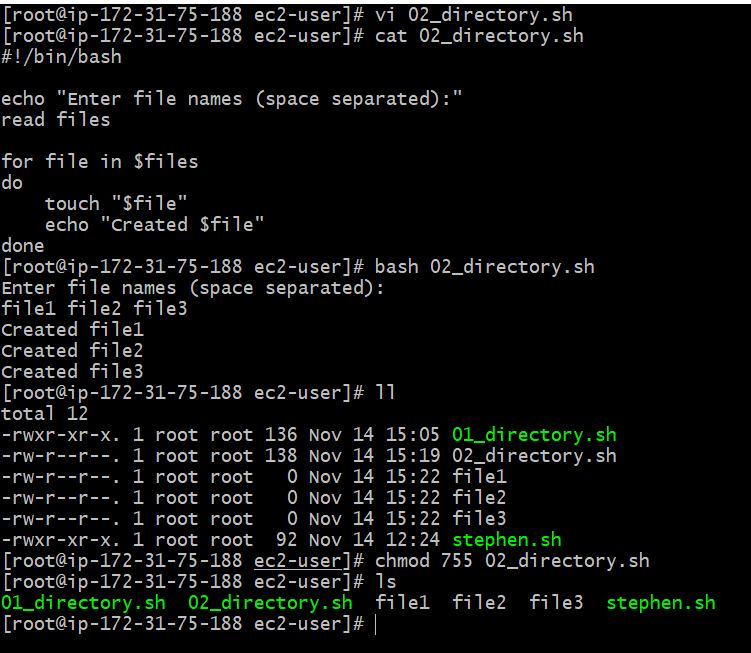 [root@ip-172-31-75-188 ec2-user]# vi 02_directory.sh
[root@ip-172-31-75-188 ec2-user]# cat 02_directory.sh
#!/bin/bash

echo "Enter file names (space separated):"
read files

for file in $files
do
    touch "$file"
    echo "Created $file"
done
[root@ip-172-31-75-188 ec2-user]# bash 02_directory.sh
Enter file names (space separated):
file1 file2 file3
Created file1
Created file2
Created file3
[root@ip-172-31-75-188 ec2-user]# ll
total 12
-rwxr-xr-x. 1 root root 136 Nov 14 15:05 01_directory.sh
-rw-r--r--. 1 root root 138 Nov 14 15:19 02_directory.sh
-rw-r--r--. 1 root root   0 Nov 14 15:22 file1
-rw-r--r--. 1 root root   0 Nov 14 15:22 file2
-rw-r--r--. 1 root root   0 Nov 14 15:22 file3
-rwxr-xr-x. 1 root root  92 Nov 14 12:24 stephen.sh
[root@ip-172-31-75-188 ec2-user]# chmod 755 02_directory.sh
[root@ip-172-31-75-188 ec2-user]# ls
01_directory.sh  02_directory.sh  file1  file2  file3  stephen.sh
[root@ip-172-31-75-188 ec2-user]#